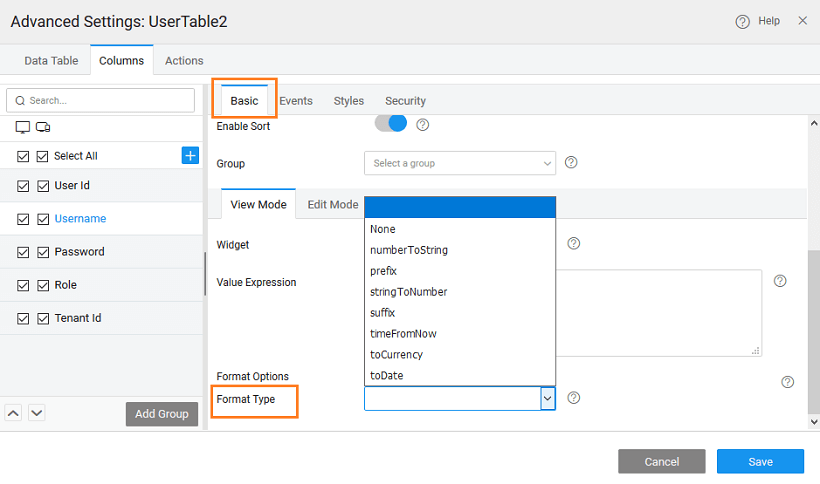 Advanced Settings: UserTable2
Help
Data Table Columns Actions
Search...
Select All
User Id
Username
Password
Role
Tenant Id
Add Group
Basic Events Styles Security
Enable Sort
Group Select a group
View Mode Edit Mode
Widget
Value Expression
None
numberToString
prefix
stringToNumber
suffix
timeFromNow
toCurrency
toDate
Format Options
Format Type
Cancel Save